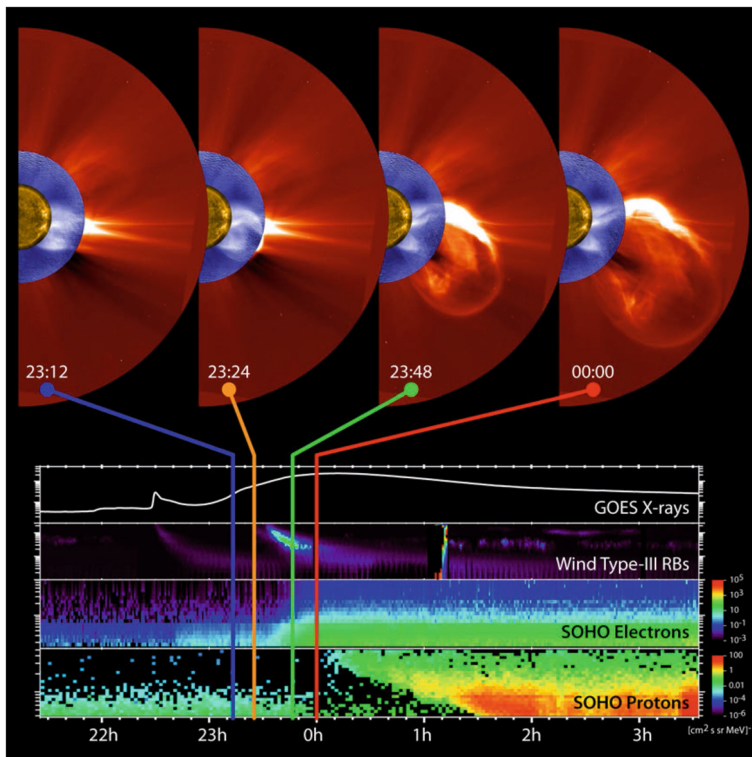 23:12
23:24
23:48
00:00
GOES X-rays
Wind Type-III RBs
10⁵
10³
10
10⁻¹
10⁻³
SOHO Electrons
100
1
0.01
10⁻⁴
10⁻⁶
SOHO Protons
22h
23h
0h
1h
2h
3h
[cm² s sr MeV]⁻